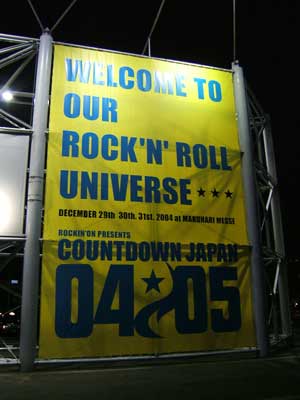 WELCOME TO
OUR
ROCK'N' ROLL
UNIVERSE ★★★
DECEMBER 29th 30th. 31st. 2004 at MAKUHARI MESSE
ROCKIN'ON PRESENTS
COUNTDOWN JAPAN
04★05